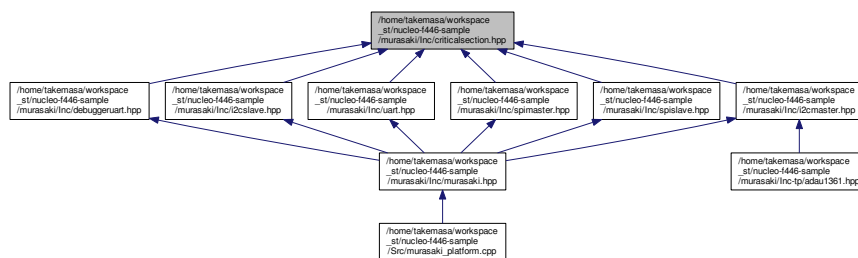 /home/takemasa/workspace
_st/nucleo-f446-sample
/murasaki/Inc/criticalsection.hpp
/home/takemasa/workspace
_st/nucleo-f446-sample
/murasaki/Inc/debuggeruart.hpp
/home/takemasa/workspace
_st/nucleo-f446-sample
/murasaki/Inc/i2cslave.hpp
/home/takemasa/workspace
_st/nucleo-f446-sample
/murasaki/Inc/uart.hpp
/home/takemasa/workspace
_st/nucleo-f446-sample
/murasaki/Inc/spimaster.hpp
/home/takemasa/workspace
_st/nucleo-f446-sample
/murasaki/Inc/spislave.hpp
/home/takemasa/workspace
_st/nucleo-f446-sample
/murasaki/Inc/i2cmaster.hpp
/home/takemasa/workspace
_st/nucleo-f446-sample
/murasaki/Inc/murasaki.hpp
/home/takemasa/workspace
_st/nucleo-f446-sample
/murasaki/Inc-tp/adau1361.hpp
/home/takemasa/workspace
_st/nucleo-f446-sample
/Src/murasaki_platform.cpp